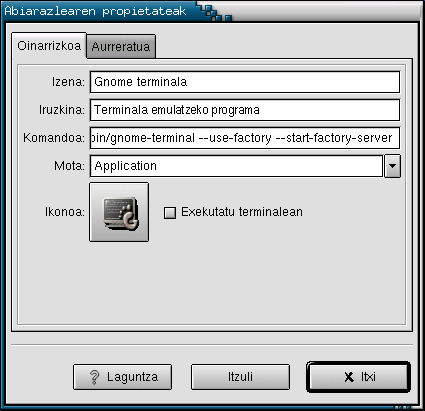 Abiarazlearen propietateak
Oinarrizkoa Aurreratua
Izena: Gnome terminala
Iruzkina: Terminala emulatzeko programa
Komandoa: bin/gnome-terminal --use-factory --start-factory-server
Mota: Application
Ikonoa: Exekutatu terminalean
? Laguntza Itzuli X Itxi